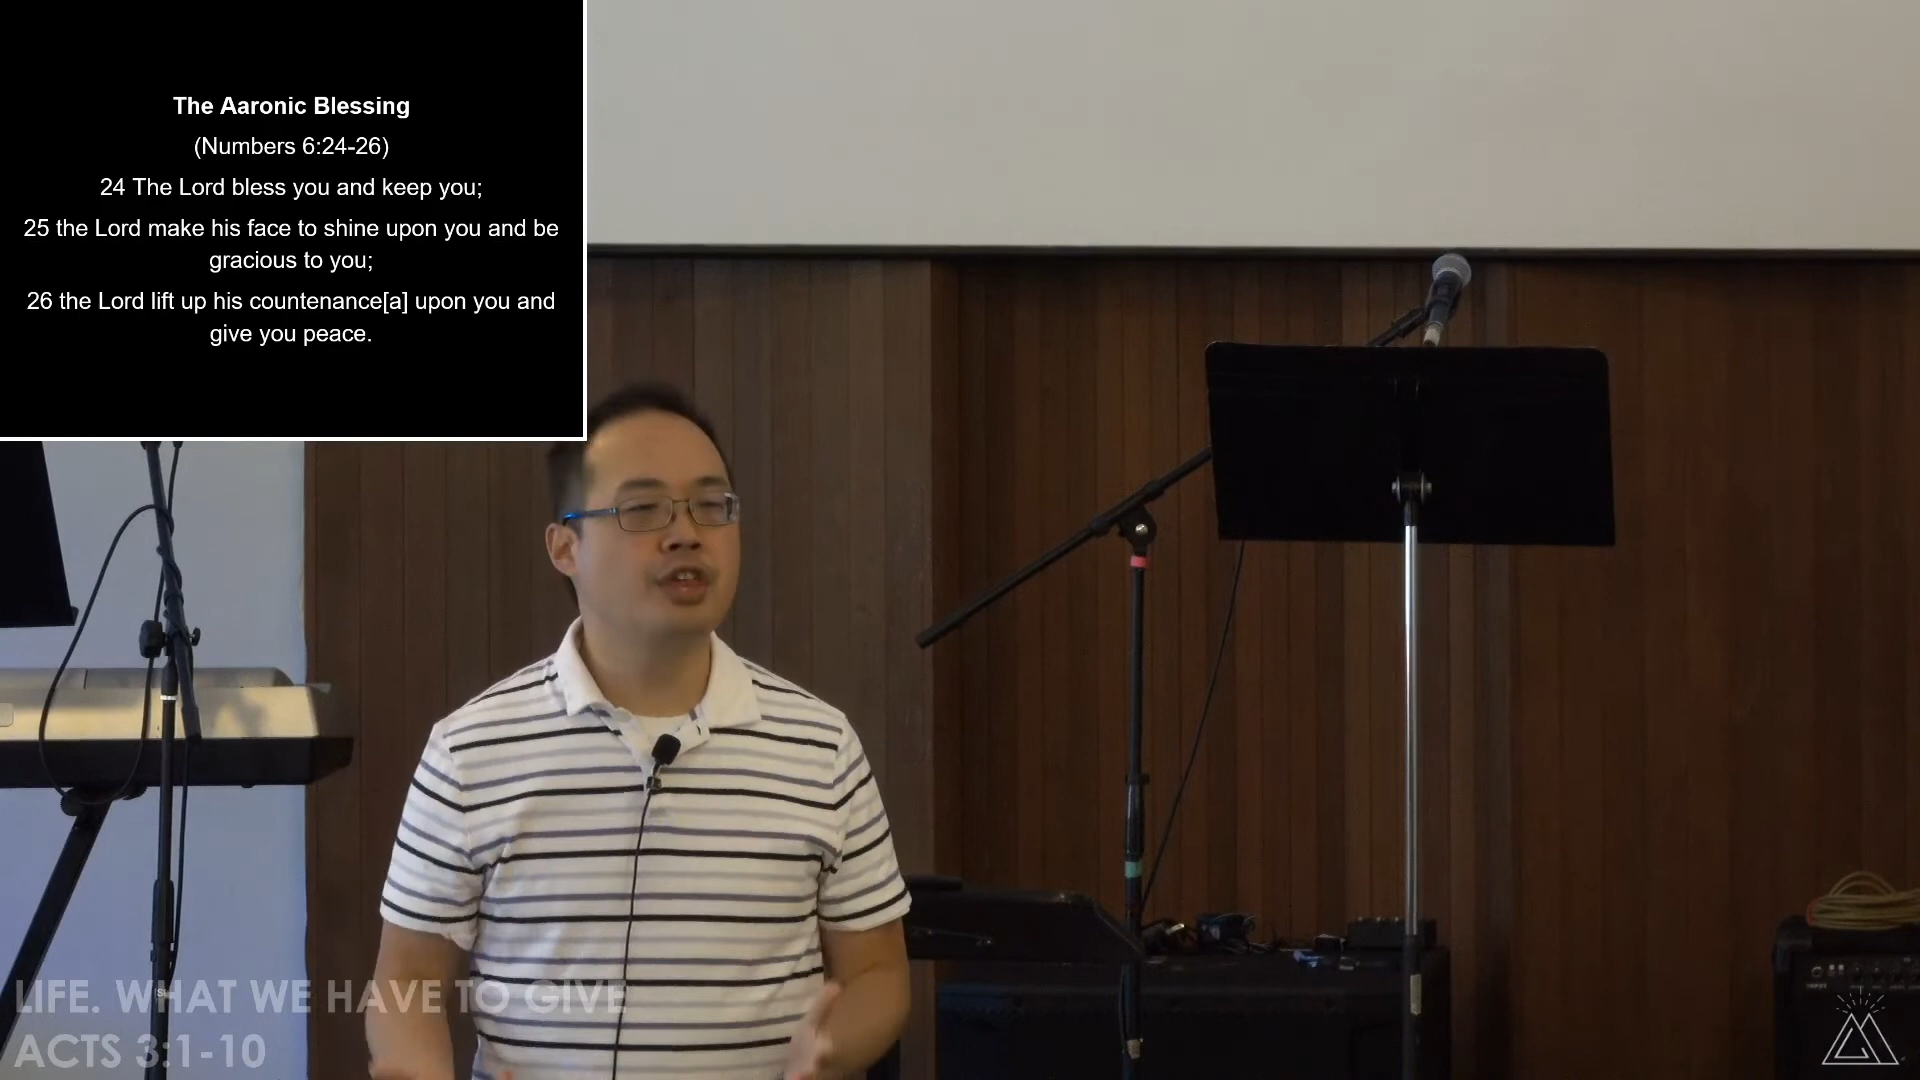 The Aaronic Blessing
(Numbers 6:24-26)
24 The Lord bless you and keep you;
25 the Lord make his face to shine upon you and be
gracious to you;
26 the Lord lift up his countenance[a] upon you and
give you peace.
LIFE. WHAT WE HAVE TO GIVE
ACTS 3:1-10